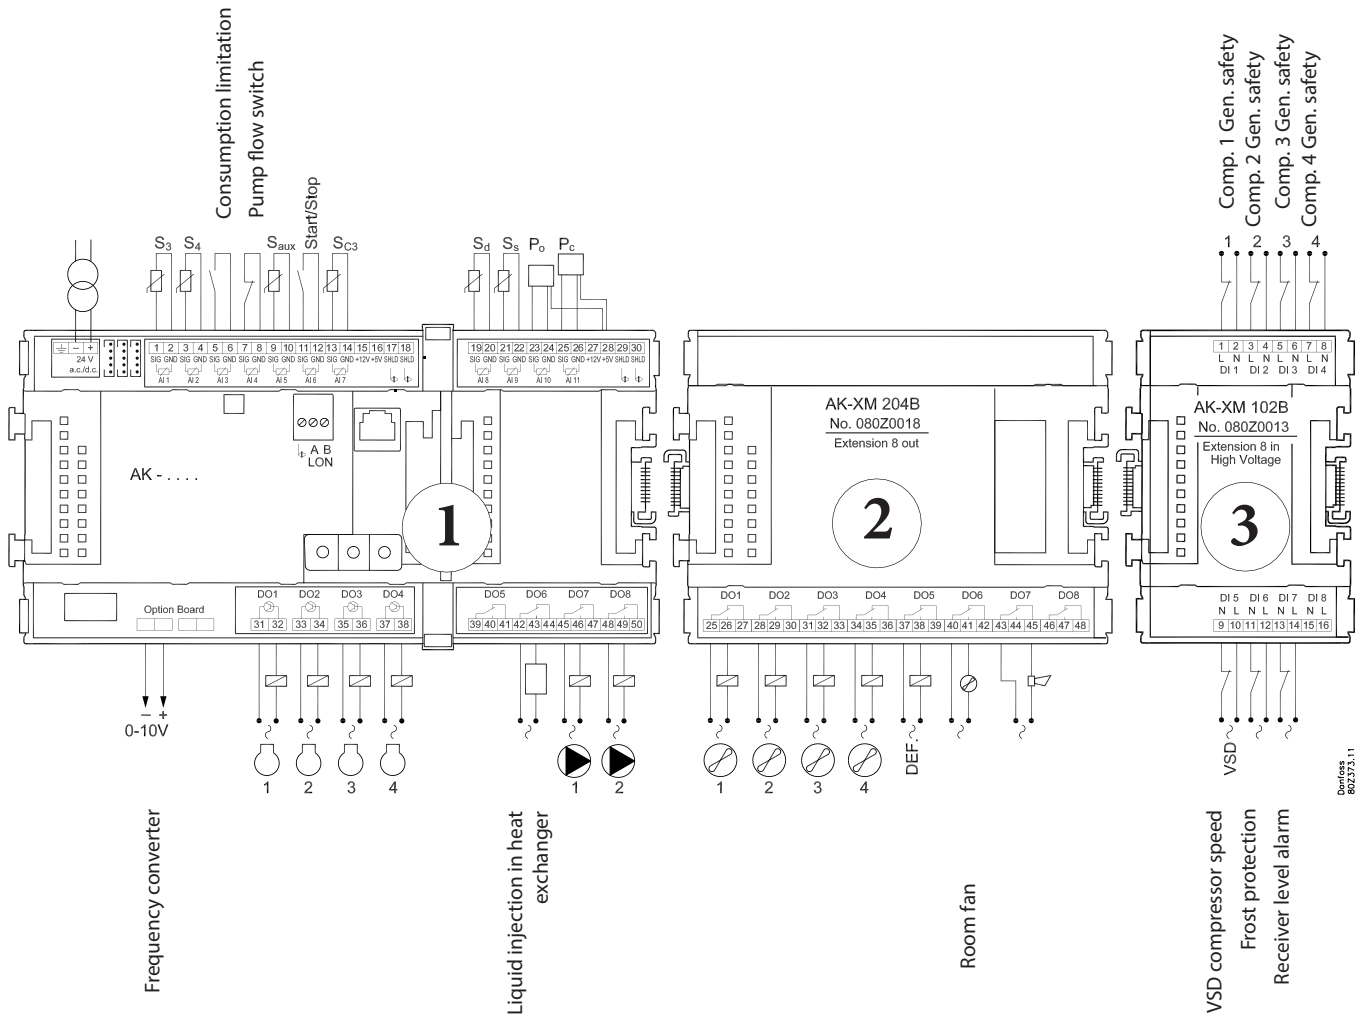 Consumption limitation
Pump flow switch
S3 S4 Saux Start/Stop SC3
Sd Ss Po Pc
Comp. 1 Gen. safety
Comp. 2 Gen. safety
Comp. 3 Gen. safety
Comp. 4 Gen. safety
1 2 3 4
− +
24 V
a.c./d.c.
1 2 3 4 5 6 7 8 9 10 11 12 13 14 15 16 17 18
SIG GND SIG GND SIG GND SIG GND SIG GND SIG GND SIG GND +12V +5V SHLD SHLD
AI 1 AI 2 AI 3 AI 4 AI 5 AI 6 AI 7
19 20 21 22 23 24 25 26 27 28 29 30
SIG GND SIG GND SIG GND SIG GND +12V +5V SHLD SHLD
AI 8 AI 9 AI 10 AI 11
1 2 3 4 5 6 7 8
L N L N L N L N
DI 1 DI 2 DI 3 DI 4
A B
LON
AK - . . . .
1
AK-XM 204B
No. 080Z0018
Extension 8 out
2
AK-XM 102B
No. 080Z0013
Extension 8 in
High Voltage
3
Option Board
DO1 DO2 DO3 DO4
31 32 33 34 35 36 37 38
DO5 DO6 DO7 DO8
39 40 41 42 43 44 45 46 47 48 49 50
DO1 DO2 DO3 DO4 DO5 DO6 DO7 DO8
25 26 27 28 29 30 31 32 33 34 35 36 37 38 39 40 41 42 43 44 45 46 47 48
DI 5 DI 6 DI 7 DI 8
N L N L N L N L
9 10 11 12 13 14 15 16
− +
0-10V
~ ~ ~ ~
1 2 3 4
~ ~ ~
1 2
~ ~ ~ ~ ~ ~ ~
1 2 3 4
DEF.
~ ~ ~
VSD
Frequency converter
Liquid injection in heat
exchanger
Room fan
VSD compressor speed
Frost protection
Receiver level alarm
Danfoss
80Z373.11